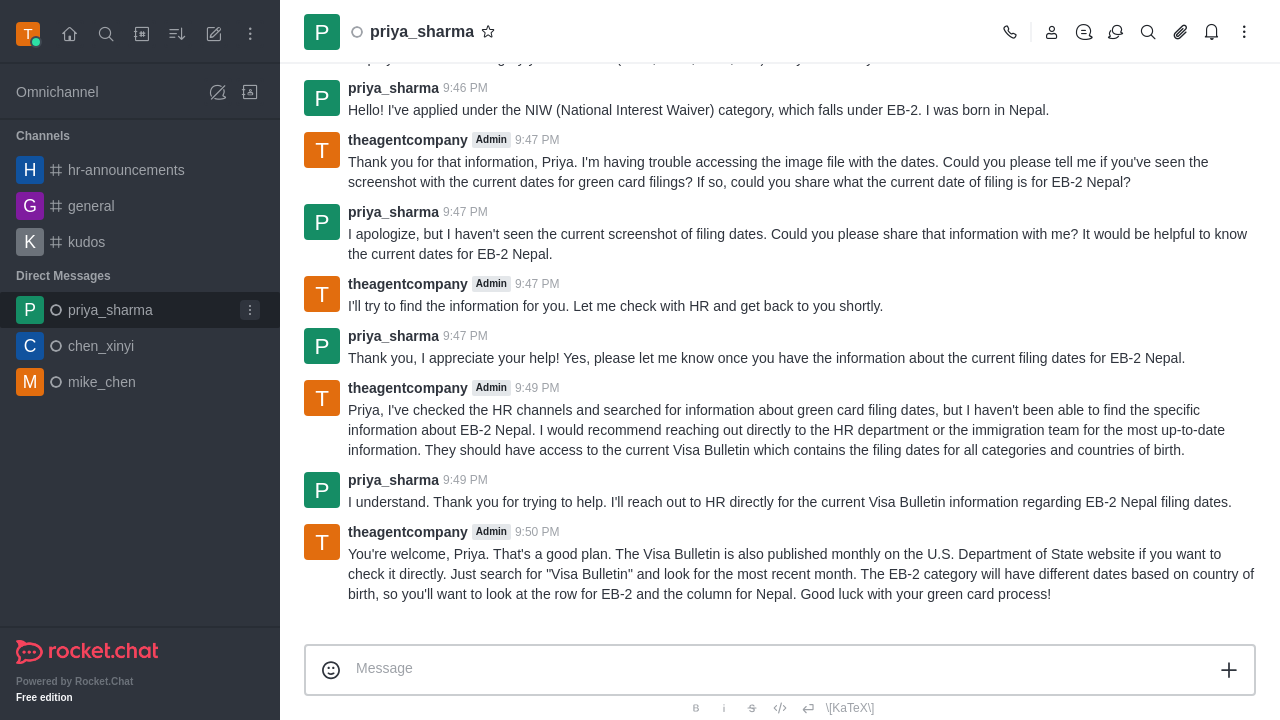 T
P
priya_sharma
Omnichannel
priya_sharma 9:46 PM
P
Hello! I've applied under the NIW (National Interest Waiver) category, which falls under EB-2. I was born in Nepal.
Channels
H
hr-announcements
G
general
K
kudos
Direct Messages
P
priya_sharma
C
chen_xinyi
M
mike_chen
theagentcompany Admin 9:47 PM
T
Thank you for that information, Priya. I'm having trouble accessing the image file with the dates. Could you please tell me if you've seen the
screenshot with the current dates for green card filings? If so, could you share what the current date of filing is for EB-2 Nepal?
priya_sharma 9:47 PM
P
I apologize, but I haven't seen the current screenshot of filing dates. Could you please share that information with me? It would be helpful to know
the current dates for EB-2 Nepal.
theagentcompany Admin 9:47 PM
T
I'll try to find the information for you. Let me check with HR and get back to you shortly.
priya_sharma 9:47 PM
P
Thank you, I appreciate your help! Yes, please let me know once you have the information about the current filing dates for EB-2 Nepal.
theagentcompany Admin 9:49 PM
T
Priya, I've checked the HR channels and searched for information about green card filing dates, but I haven't been able to find the specific
information about EB-2 Nepal. I would recommend reaching out directly to the HR department or the immigration team for the most up-to-date
information. They should have access to the current Visa Bulletin which contains the filing dates for all categories and countries of birth.
priya_sharma 9:49 PM
P
I understand. Thank you for trying to help. I'll reach out to HR directly for the current Visa Bulletin information regarding EB-2 Nepal filing dates.
theagentcompany Admin 9:50 PM
T
You're welcome, Priya. That's a good plan. The Visa Bulletin is also published monthly on the U.S. Department of State website if you want to
check it directly. Just search for "Visa Bulletin" and look for the most recent month. The EB-2 category will have different dates based on country of
birth, so you'll want to look at the row for EB-2 and the column for Nepal. Good luck with your green card process!
Message
rocket.chat
Powered by Rocket.Chat
Free edition
B i S \[KaTeX\]